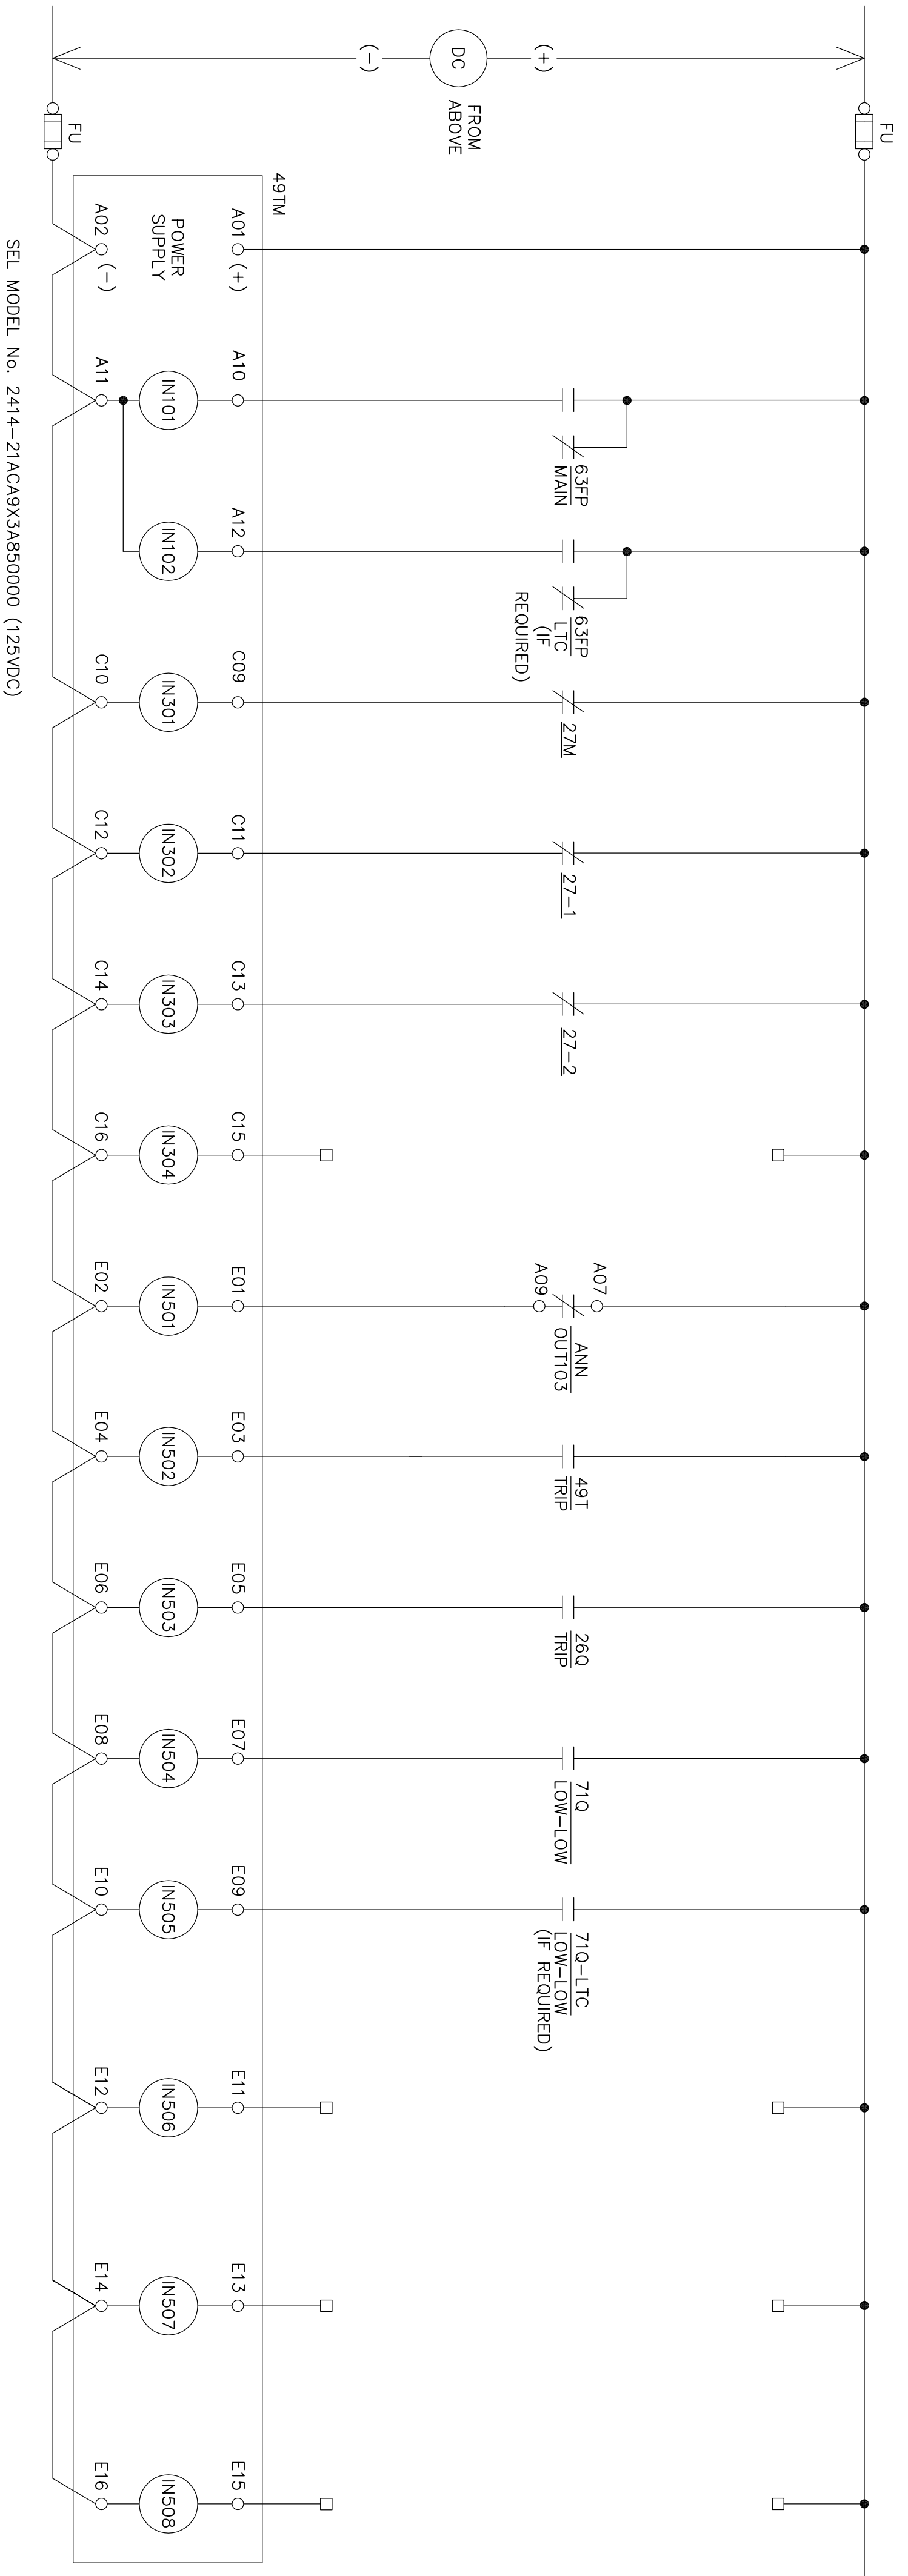 FU
FU
(+)
DC
(-)
FROM
ABOVE
49TM
A01 (+)
POWER
SUPPLY
A02 (-)
63FP
MAIN
A10
IN101
A11
63FP
LTC
(IF
REQUIRED)
A12
IN102
27M
C09
IN301
C10
27-1
C11
IN302
C12
27-2
C13
IN303
C14
C15
IN304
C16
A07
A09
ANN
OUT103
E01
IN501
E02
49T
TRIP
E03
IN502
E04
26Q
TRIP
E05
IN503
E06
71Q
LOW-LOW
E07
IN504
E08
71Q-LTC
LOW-LOW
(IF REQUIRED)
E09
IN505
E10
E11
IN506
E12
E13
IN507
E14
E15
IN508
E16
SEL MODEL No. 2414-21ACA9X3A850000 (125VDC)